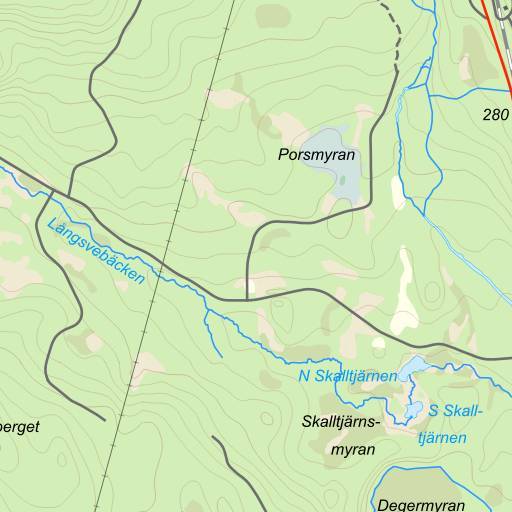 280
Porsmyran
Långsvebäcken
N Skalltjärnen
S Skall-
tjärnen
Skalltjärns-
myran
berget
Degermyran